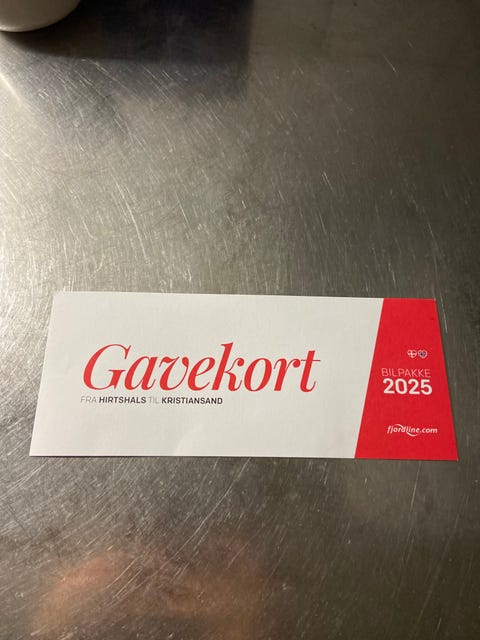 Gavekort
FRA HIRTSHALS TIL KRISTIANSAND
BILPAKKE
2025
fjordline.com